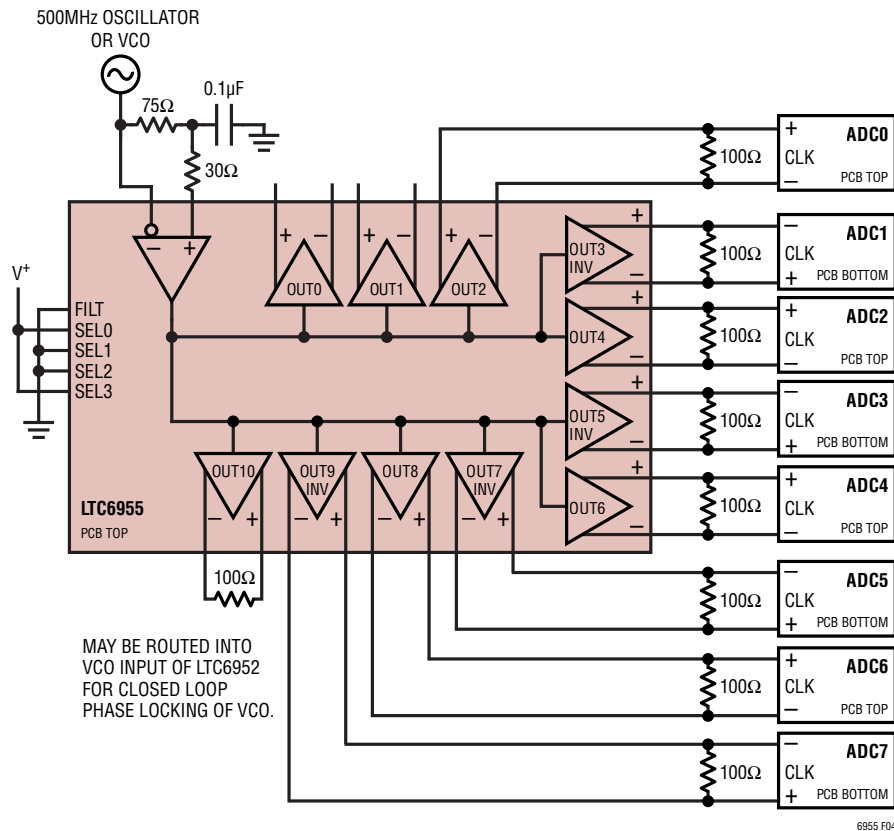 500MHz OSCILLATOR
OR VCO
0.1µF
75Ω
30Ω
V+
FILT
SEL0
SEL1
SEL2
SEL3
LTC6955
PCB TOP
− +
+ −
OUT0
+ −
OUT1
+ −
OUT2
OUT3
INV
+
−
OUT4
+
−
OUT5
INV
+
−
OUT6
+
−
OUT10
− +
OUT9
INV
− +
OUT8
− +
OUT7
INV
− +
100Ω
MAY BE ROUTED INTO
VCO INPUT OF LTC6952
FOR CLOSED LOOP
PHASE LOCKING OF VCO.
100Ω
+ ADC0
CLK
− PCB TOP
100Ω
− ADC1
CLK
+ PCB BOTTOM
100Ω
+ ADC2
CLK
− PCB TOP
100Ω
− ADC3
CLK
+ PCB BOTTOM
100Ω
+ ADC4
CLK
− PCB TOP
100Ω
− ADC5
CLK
+ PCB BOTTOM
100Ω
+ ADC6
CLK
− PCB TOP
100Ω
− ADC7
CLK
+ PCB BOTTOM
6955 F04